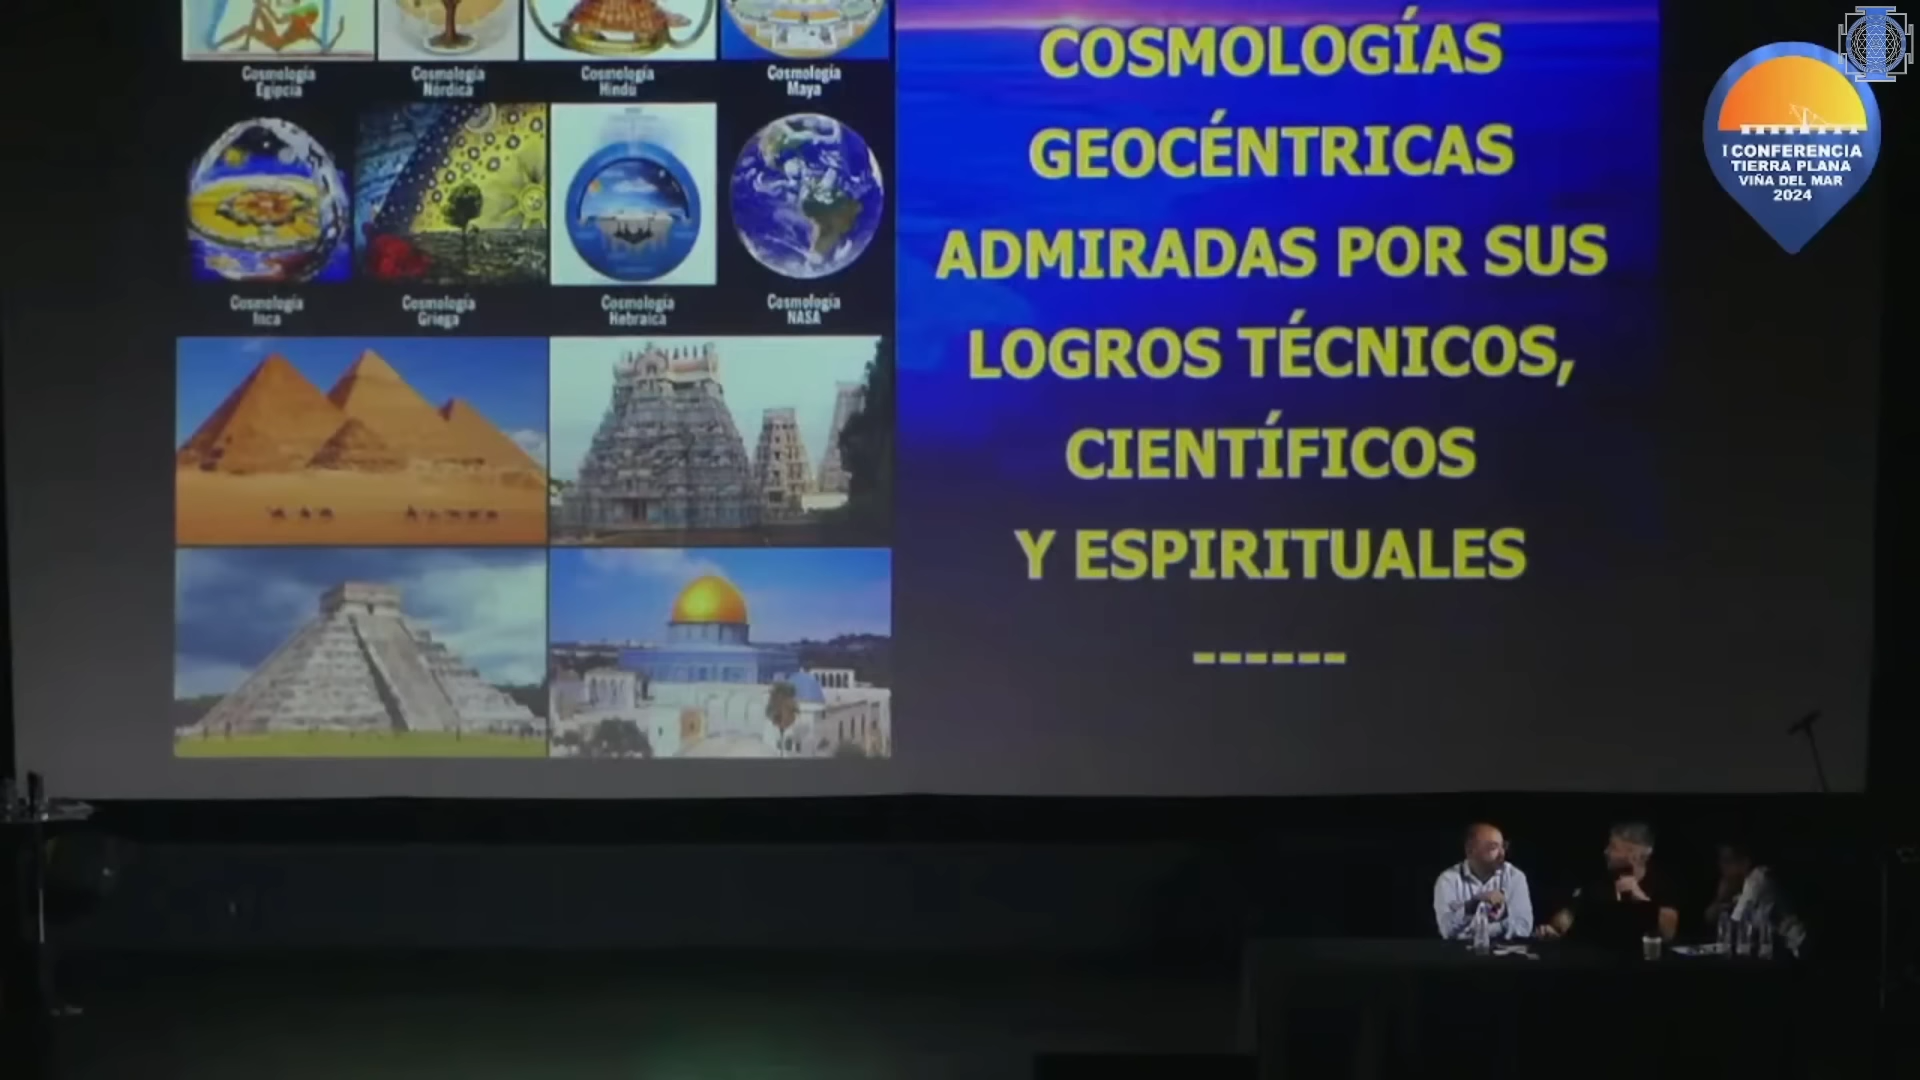 Cosmología
Egipcia
Cosmología
Nórdica
Cosmología
Hindú
Cosmología
Maya
Cosmología
Inca
Cosmología
Griega
Cosmología
Hebraica
Cosmología
NASA
COSMOLOGÍAS
GEOCÉNTRICAS
ADMIRADAS POR SUS
LOGROS TÉCNICOS,
CIENTÍFICOS
Y ESPIRITUALES
------
I CONFERENCIA
TIERRA PLANA
VIÑA DEL MAR
2024